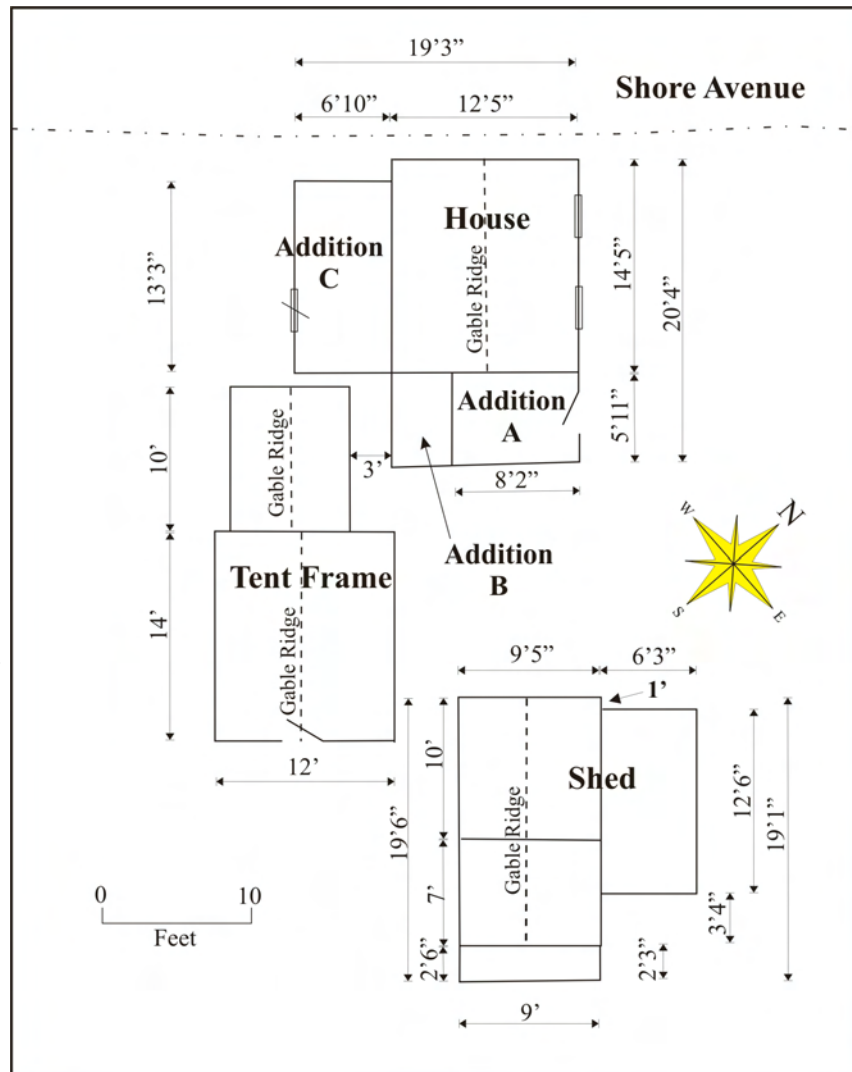 19’3”
Shore Avenue
6’10”
12’5”
House
Addition
C
Gable Ridge
13’3”
14’5”
20’4”
Addition
A
5’11”
8’2”
Gable Ridge
10’
3’
Addition
B
W
N
S
E
Tent Frame
Gable Ridge
14’
12’
9’5”
6’3”
1’
Shed
Gable Ridge
10’
19’6”
7’
2’6”
12’6”
19’1”
3’4”
2’3”
9’
0
10
Feet